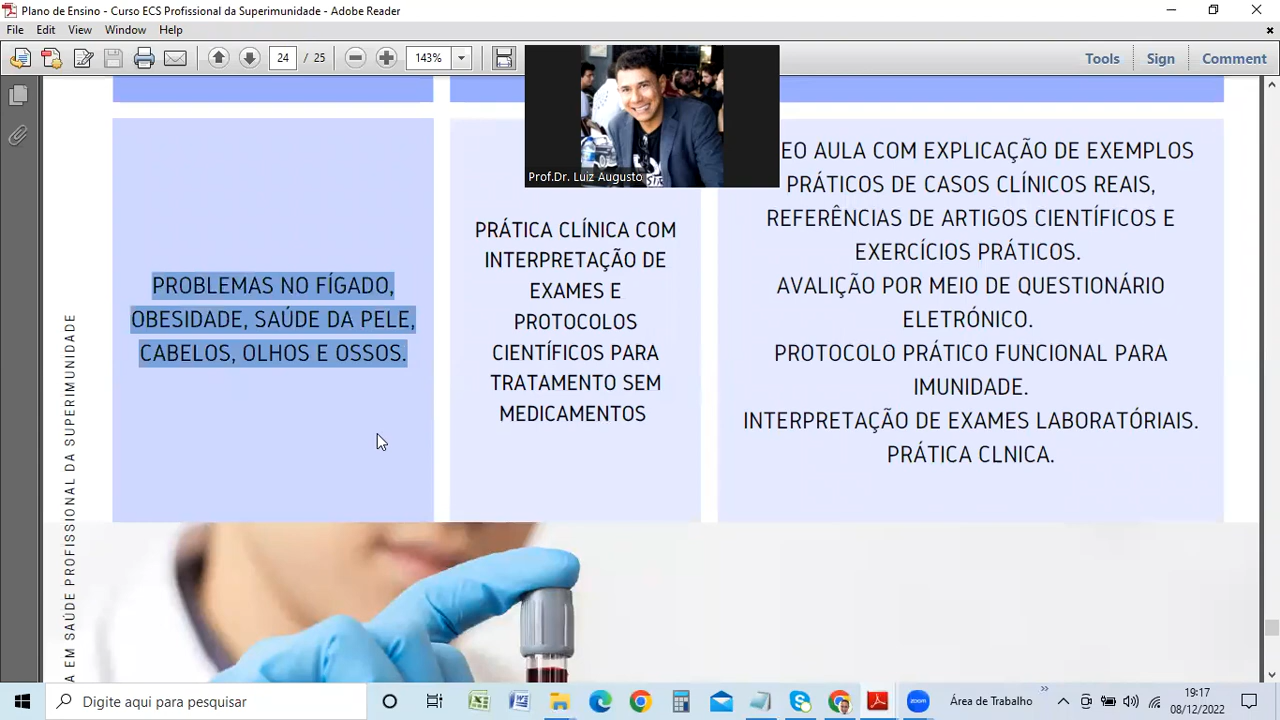 Plano de Ensino - Curso ECS Profissional da Superimunidade - Adobe Reader
File Edit View Window Help
24 / 25
143%
Tools Sign Comment
Prof.Dr. Luiz Augusto
PROBLEMAS NO FÍGADO,
OBESIDADE, SAÚDE DA PELE,
CABELOS, OLHOS E OSSOS.
PRÁTICA CLÍNICA COM
INTERPRETAÇÃO DE
EXAMES E
PROTOCOLOS
CIENTÍFICOS PARA
TRATAMENTO SEM
MEDICAMENTOS
EO AULA COM EXPLICAÇÃO DE EXEMPLOS
PRÁTICOS DE CASOS CLÍNICOS REAIS,
REFERÊNCIAS DE ARTIGOS CIENTÍFICOS E
EXERCÍCIOS PRÁTICOS.
AVALIÇÃO POR MEIO DE QUESTIONÁRIO
ELETRÓNICO.
PROTOCOLO PRÁTICO FUNCIONAL PARA
IMUNIDADE.
INTERPRETAÇÃO DE EXAMES LABORATÓRIAIS.
PRÁTICA CLNICA.
A EM SAÚDE PROFISSIONAL DA SUPERIMUNIDADE
Digite aqui para pesquisar
zoom
Área de Trabalho
9:17
08/12/2022